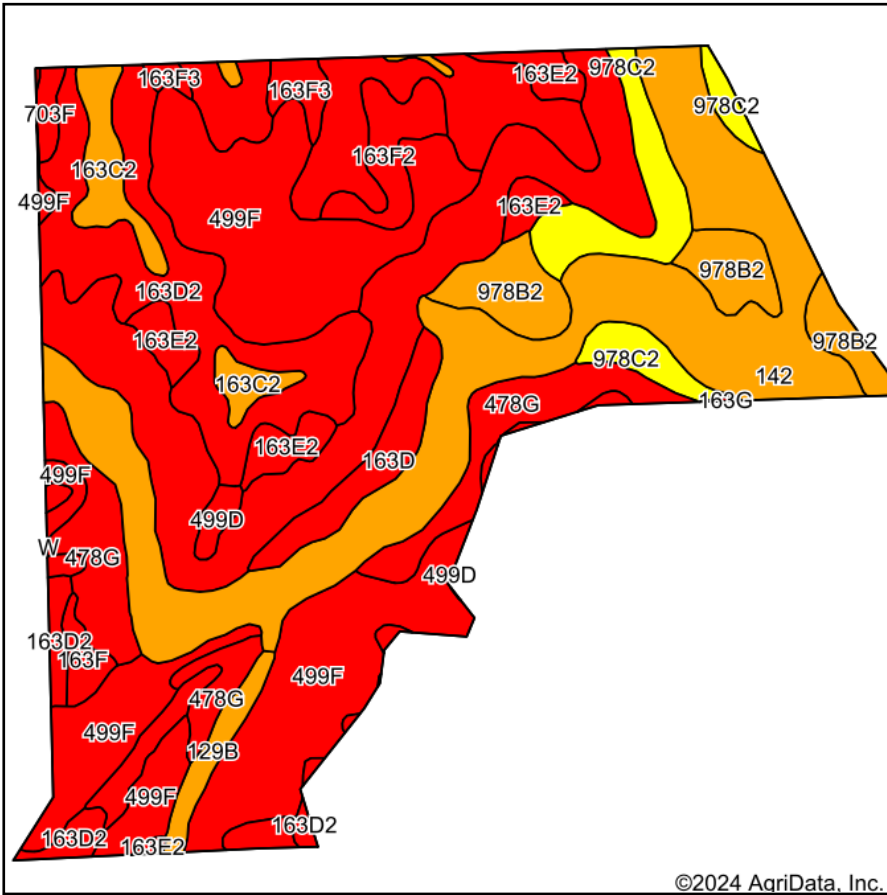 163E2
978C2
163F3
163F3
978C2
703F
163F2
163C2
499F
163E2
499F
978B2
163D2
978B2
163E2
978B2
978C2
142
163C2
163G
478G
163E2
163D
499F
499D
W
478G
499D
163D2
163F
499F
478G
499F
129B
499F
163D2
163D2
163E2
©2024 AgriData, Inc.